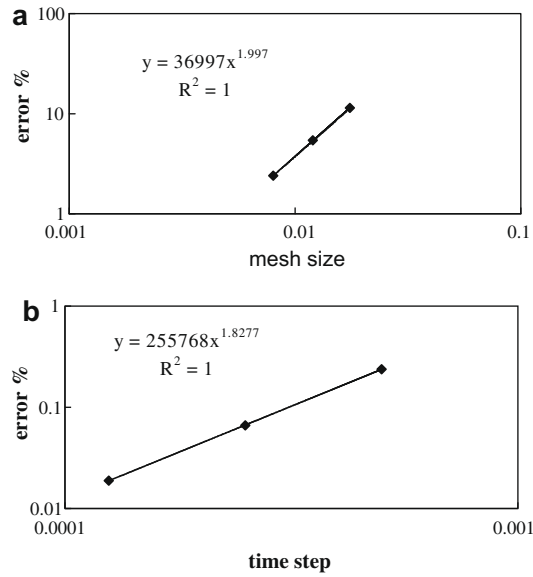 a
100
y = 36997x^1.997
R² = 1
error %
10
1
0.001
0.01
0.1
mesh size
b
1
y = 255768x^1.8277
R² = 1
error %
0.1
0.01
0.0001
0.001
time step